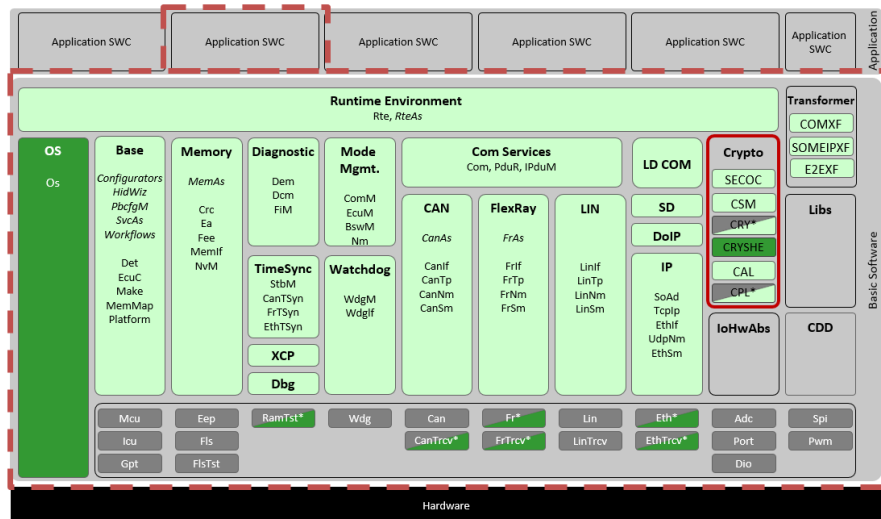 Application SWC
Application SWC
Application SWC
Application SWC
Application SWC
Application
SWC
Application
Runtime Environment
Rte, RteAs
Transformer
COMXF
SOMEIPXF
E2EXF
OS
Os
Base
Configurators
HidWiz
PbcfgM
SvcAs
Workflows
Det
EcuC
Make
MemMap
Platform
Memory
MemAs
Crc
Ea
Fee
MemIf
NvM
Diagnostic
Dem
Dcm
FiM
TimeSync
StbM
CanTSyn
FrTSyn
EthTSyn
XCP
Dbg
Mode
Mgmt.
ComM
EcuM
BswM
Nm
Watchdog
WdgM
WdgIf
Com Services
Com, PduR, IPduM
CAN
CanAs
CanIf
CanTp
CanNm
CanSm
FlexRay
FrAs
FrIf
FrTp
FrNm
FrSm
LIN
LinIf
LinTp
LinNm
LinSm
LD COM
SD
DoIP
IP
SoAd
TcpIp
EthIf
UdpNm
EthSm
Crypto
SECOC
CSM
CRY*
CRYSHE
CAL
CPL*
IoHwAbs
Libs
CDD
Basic Software
Mcu
Eep
RamTst*
Wdg
Can
Fr*
Lin
Eth*
Adc
Spi
Icu
Fls
CanTrcv*
FrTrcv*
LinTrcv
EthTrcv*
Port
Pwm
Gpt
FlsTst
Dio
Hardware